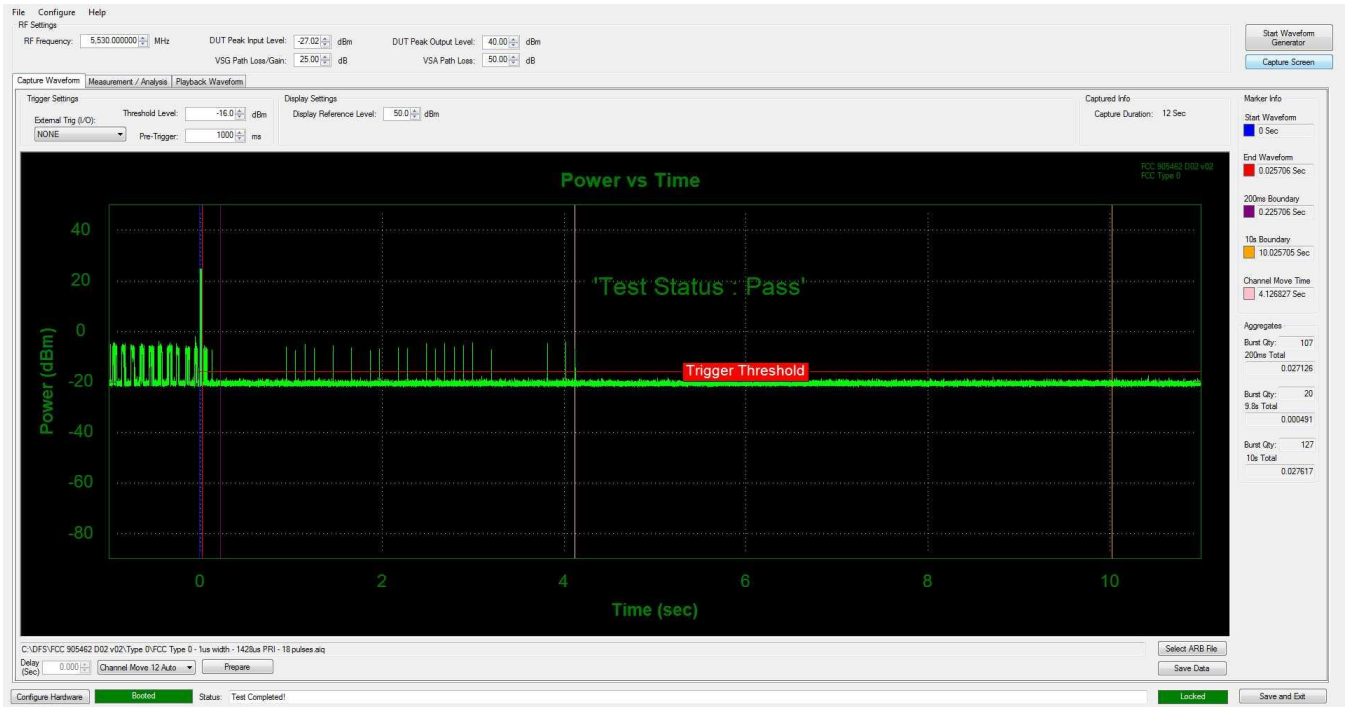 File Configure Help
RF Settings
RF Frequency: 5,530.000000 MHz DUT Peak Input Level: -27.02 dBm DUT Peak Output Level: 40.00 dBm
VSG Path Loss/Gain: 25.00 dB VSA Path Loss: 50.00 dB
Start Waveform
Generator
Capture Screen
Capture Waveform Measurement / Analysis Playback Waveform
Trigger Settings
External Trig (I/O): Threshold Level: -16.0 dBm
NONE Pre-Trigger: 1000 ms
Display Settings
Display Reference Level: 50.0 dBm
Captured Info
Capture Duration: 12 Sec
Marker Info
Start Waveform
0 Sec
End Waveform
0.025706 Sec
200ms Boundary
0.225706 Sec
10s Boundary
10.025705 Sec
Channel Move Time
4.126827 Sec
Aggregates
Burst Qty: 107
200ms Total
0.027126
Burst Qty: 20
9.8s Total
0.000491
Burst Qty: 127
10s Total
0.027617
FCC 905462 D02 v02
FCC Type 0
Power vs Time
'Test Status : Pass'
Trigger Threshold
Power (dBm)
40
20
0
-20
-40
-60
-80
0 2 4 6 8 10
Time (sec)
C:\DFS\FCC 905462 D02 v02\Type 0\FCC Type 0 - 1us width - 1428us PRI - 18 pulses.aiq
Select ARB File
Delay
(Sec) 0.000 Channel Move 12 Auto Prepare
Save Data
Configure Hardware Booted Status: Test Completed! Locked Save and Exit